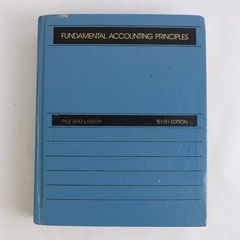 FUNDAMENTAL ACCOUNTING PRINCIPLES
PYLE AND LARSON TENTH EDITION